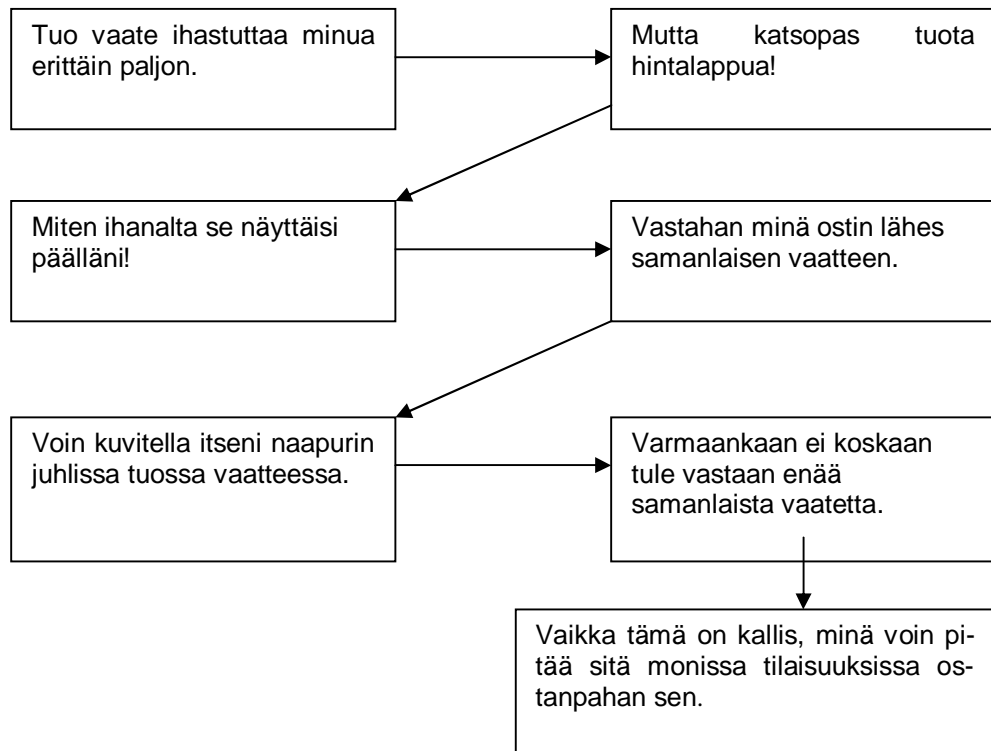 Tuo vaate ihastuttaa minua
erittäin paljon.
Mutta katsopas tuota
hintalappua!
Miten ihanalta se näyttäisi
päälläni!
Vastahan minä ostin lähes
samanlaisen vaatteen.
Voin kuvitella itseni naapurin
juhlissa tuossa vaatteessa.
Varmaankaan ei koskaan
tule vastaan enää
samanlaista vaatetta.
Vaikka tämä on kallis, minä voin pi-
tää sitä monissa tilaisuuksissa os-
tanpahan sen.